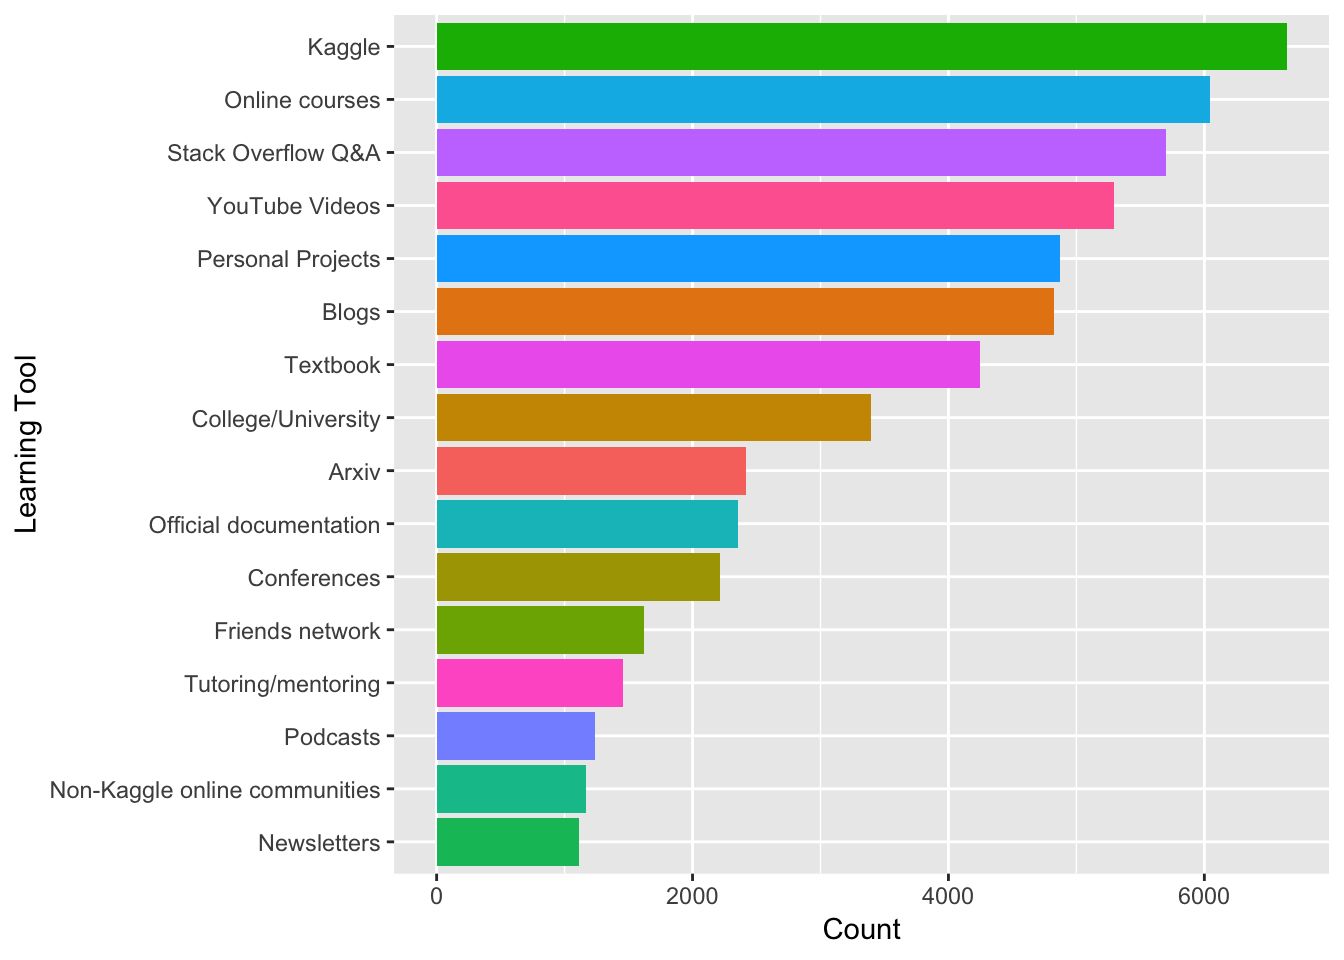 Kaggle
Online courses
Stack Overflow Q&A
YouTube Videos
Personal Projects
Blogs
Textbook
College/University
Arxiv
Official documentation
Conferences
Friends network
Tutoring/mentoring
Podcasts
Non-Kaggle online communities
Newsletters
Learning Tool
0 2000 4000 6000
Count